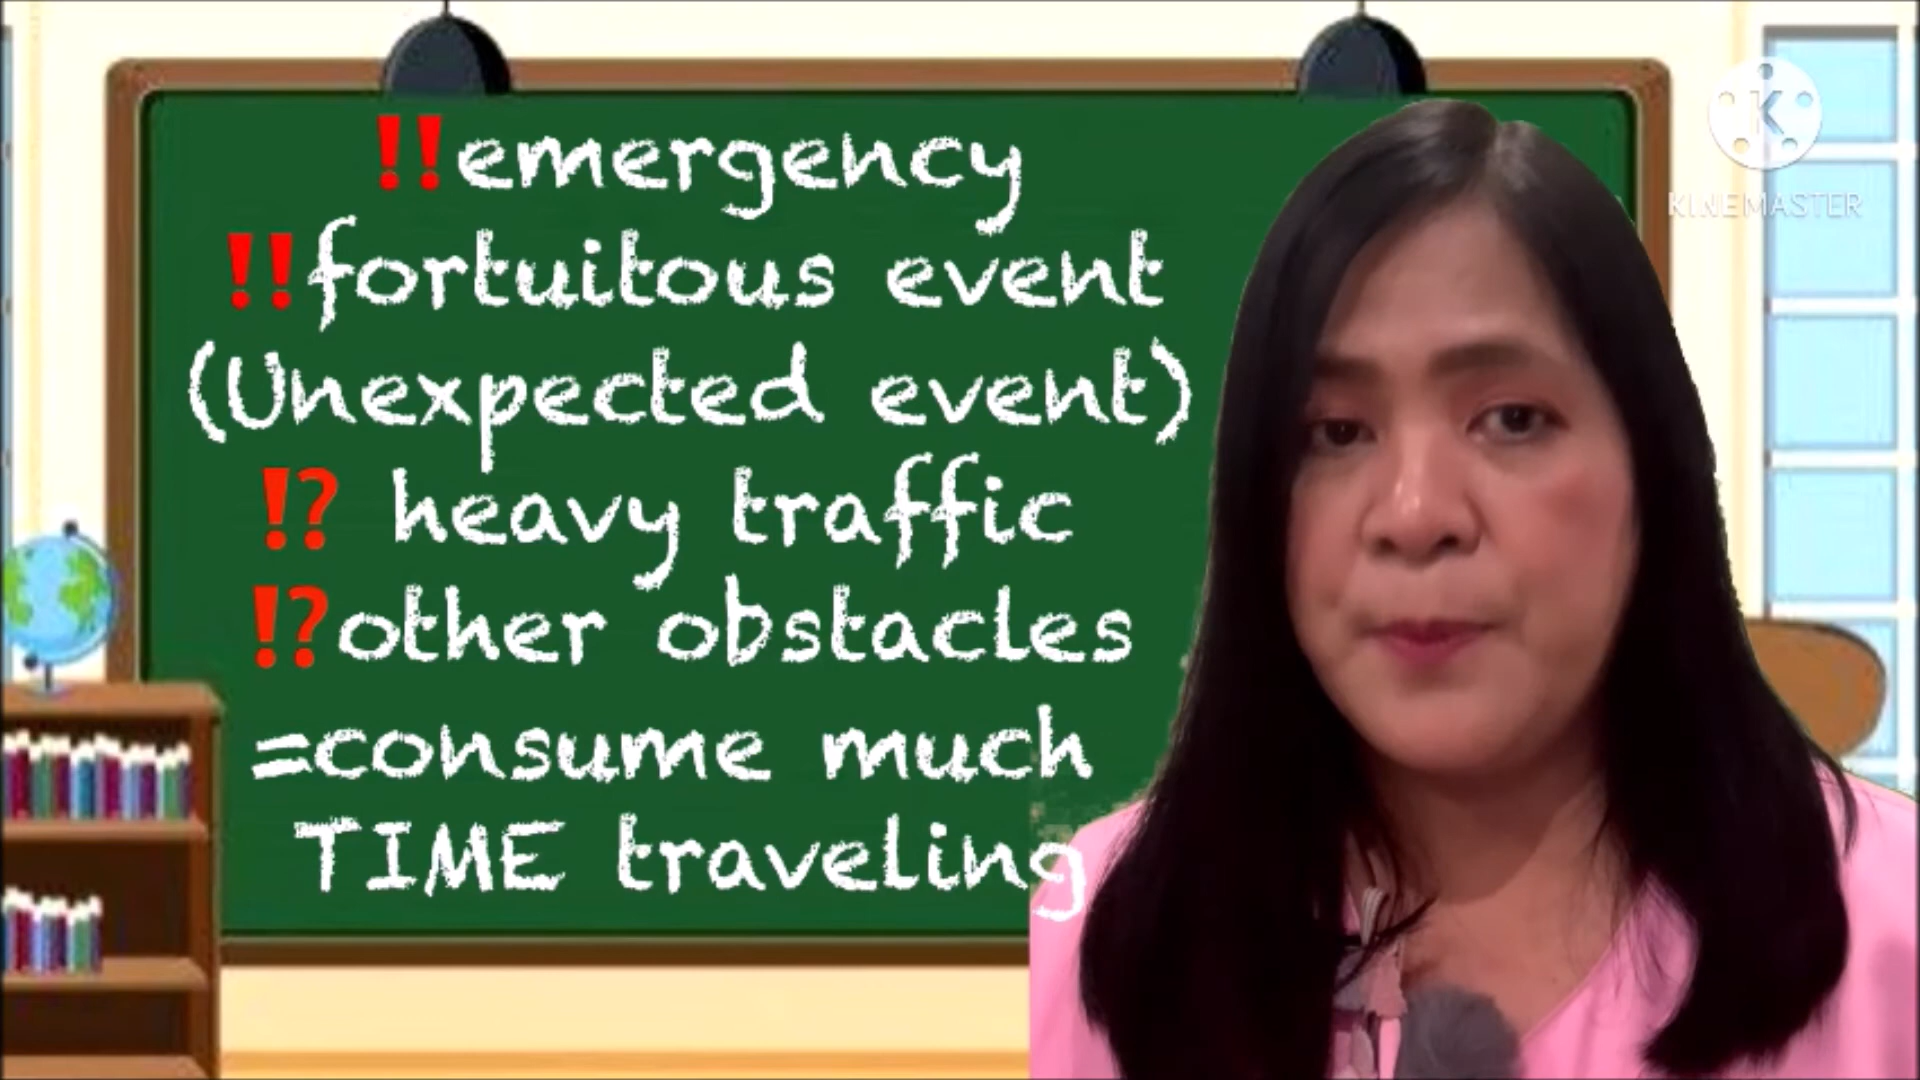 ‼emergency
‼fortuitous event
(Unexpected event)
⁉ heavy traffic
⁉other obstacles
=consume much
TIME traveling
K
KINEMASTER